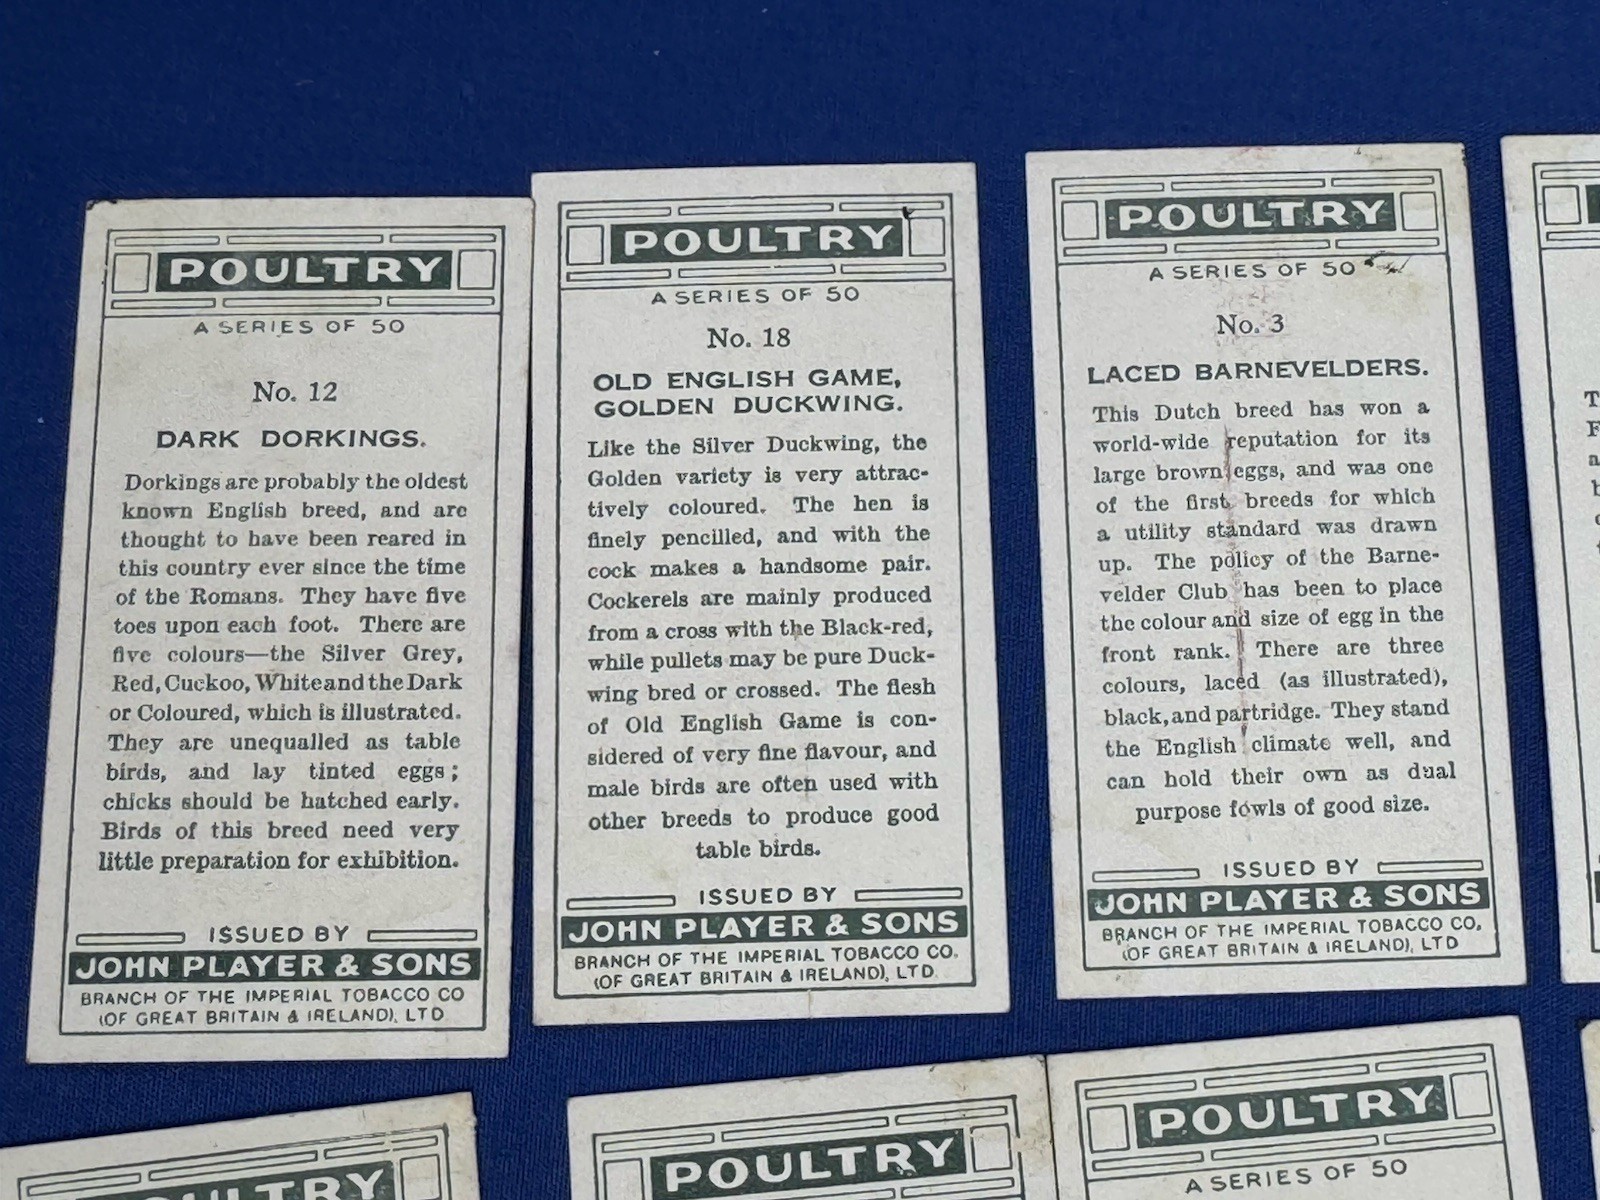 POULTRY
A SERIES OF 50
No. 12
DARK DORKINGS.
Dorkings are probably the oldest
known English breed, and are
thought to have been reared in
this country ever since the time
of the Romans. They have five
toes upon each foot. There are
five colours—the Silver Grey,
Red, Cuckoo, White and the Dark
or Coloured, which is illustrated.
They are unequalled as table
birds, and lay tinted eggs;
chicks should be hatched early.
Birds of this breed need very
little preparation for exhibition.
ISSUED BY
JOHN PLAYER & SONS
BRANCH OF THE IMPERIAL TOBACCO CO
(OF GREAT BRITAIN & IRELAND), LTD
POULTRY
A SERIES OF 50
No. 18
OLD ENGLISH GAME,
GOLDEN DUCKWING.
Like the Silver Duckwing, the
Golden variety is very attrac-
tively coloured. The hen is
finely pencilled, and with the
cock makes a handsome pair.
Cockerels are mainly produced
from a cross with the Black-red,
while pullets may be pure Duck-
wing bred or crossed. The flesh
of Old English Game is con-
sidered of very fine flavour, and
male birds are often used with
other breeds to produce good
table birds.
ISSUED BY
JOHN PLAYER & SONS
BRANCH OF THE IMPERIAL TOBACCO CO.
(OF GREAT BRITAIN & IRELAND), LTD.
POULTRY
A SERIES OF 50
No. 3
LACED BARNEVELDERS.
This Dutch breed has won a
world-wide reputation for its
large brown eggs, and was one
of the first breeds for which
a utility standard was drawn
up. The policy of the Barne-
velder Club has been to place
the colour and size of egg in the
front rank. There are three
colours, laced (as illustrated),
black, and partridge. They stand
the English climate well, and
can hold their own as dual
purpose fowls of good size.
ISSUED BY
JOHN PLAYER & SONS
BRANCH OF THE IMPERIAL TOBACCO CO.
(OF GREAT BRITAIN & IRELAND), LTD
POULTRY
POULTRY
POULTRY
A SERIES OF 50